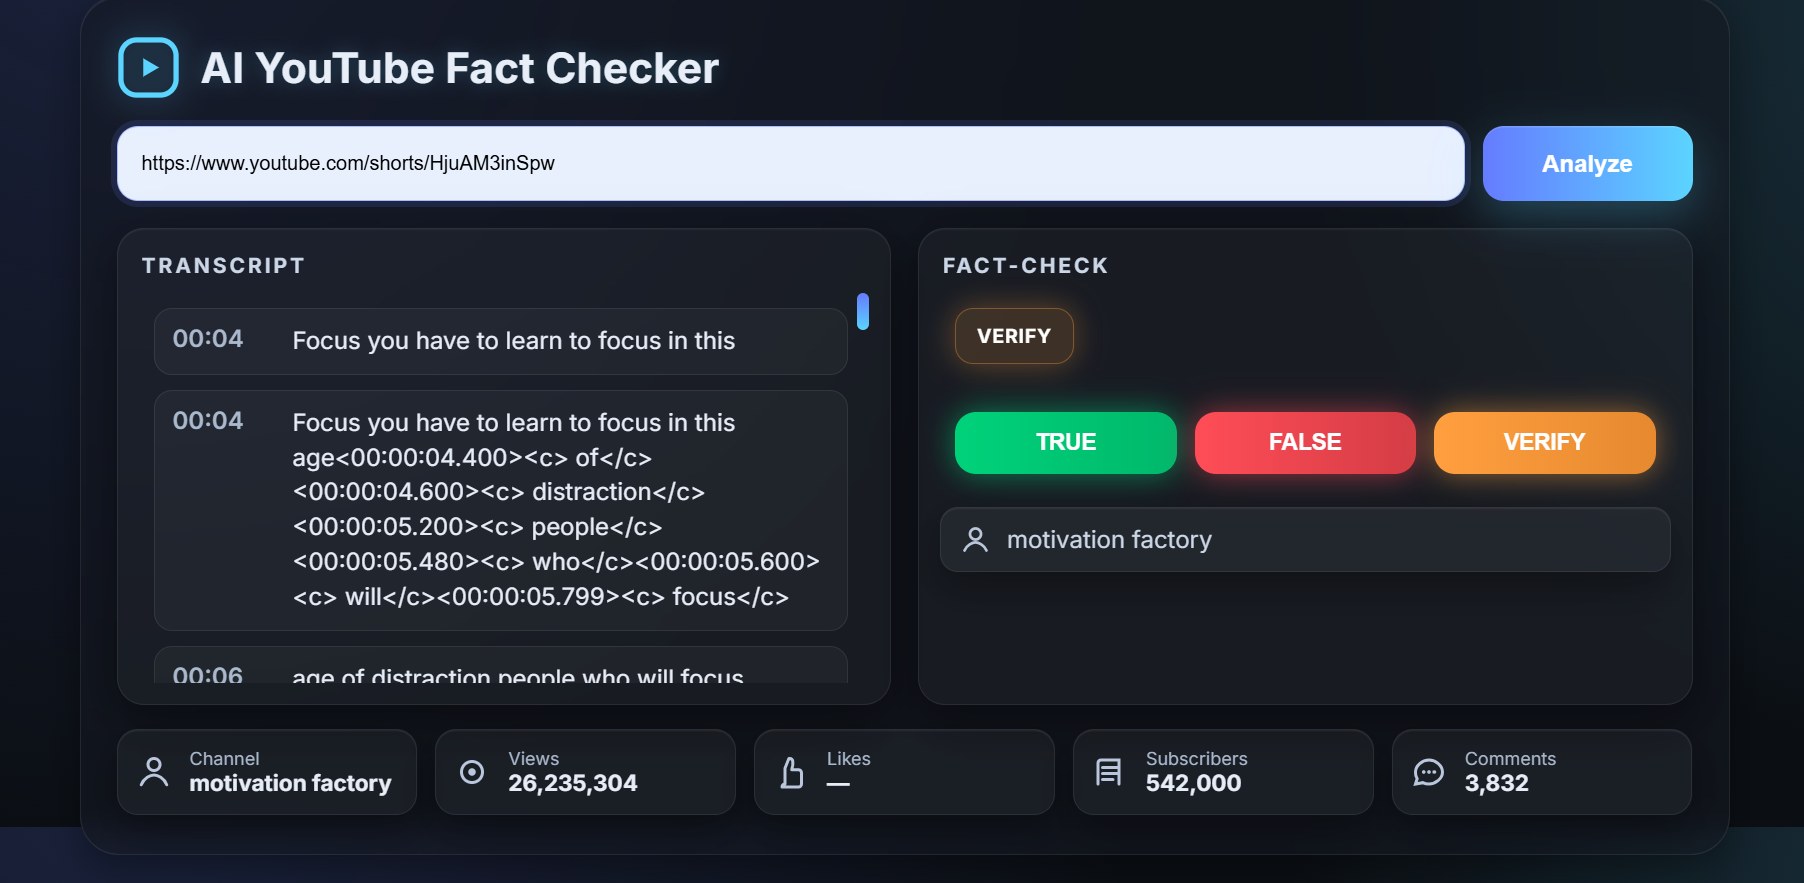 AI YouTube Fact Checker
https://www.youtube.com/shorts/HjuAM3inSpw
Analyze
TRANSCRIPT
00:04
Focus you have to learn to focus in this
00:04
Focus you have to learn to focus in this
age<00:00:04.400><c> of</c>
<00:00:04.600><c> distraction</c>
<00:00:05.200><c> people</c>
<00:00:05.480><c> who</c><00:00:05.600>
<c> will</c><00:00:05.799><c> focus</c>
00:06
age of distraction people who will focus
FACT-CHECK
VERIFY
TRUE
FALSE
VERIFY
motivation factory
Channel
motivation factory
Views
26,235,304
Likes
—
Subscribers
542,000
Comments
3,832